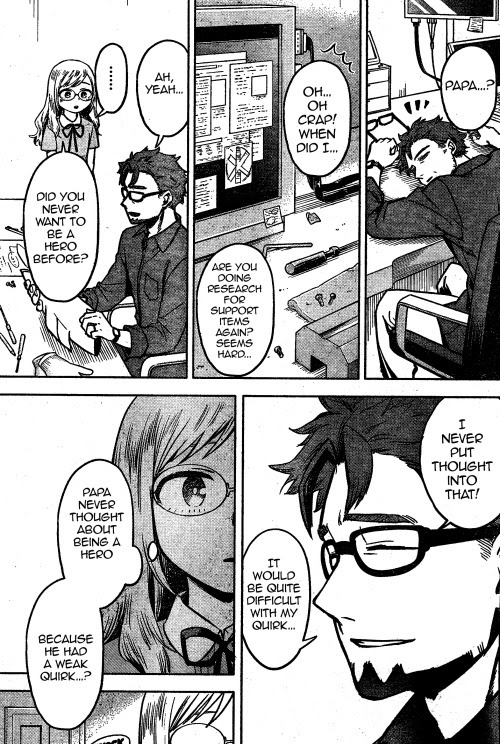 PAPA...?
OH...
OH
CRAP!
WHEN
DID I...
ARE YOU
DOING
RESEARCH
FOR
SUPPORT
ITEMS
AGAIN?
SEEMS
HARD...
AH,
YEAH...
......
DID YOU
NEVER
WANT TO
BE A
HERO
BEFORE?
I
NEVER
PUT
THOUGHT
INTO
THAT!
IT
WOULD
BE QUITE
DIFFICULT
WITH MY
QUIRK...
PAPA
NEVER
THOUGHT
ABOUT
BEING A
HERO
BECAUSE
HE HAD
A WEAK
QUIRK...?